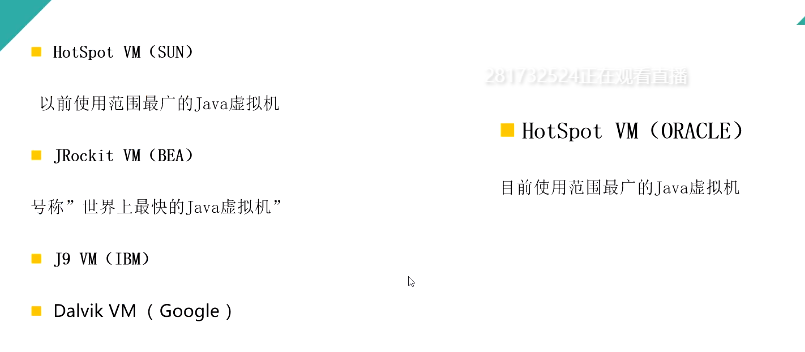 HotSpot VM（SUN）
以前使用范围最广的Java虚拟机
JRockit VM（BEA）
号称”世界上最快的Java虚拟机”
J9 VM（IBM）
Dalvik VM （Google）
281732524正在观看直播
HotSpot VM（ORACLE）
目前使用范围最广的Java虚拟机